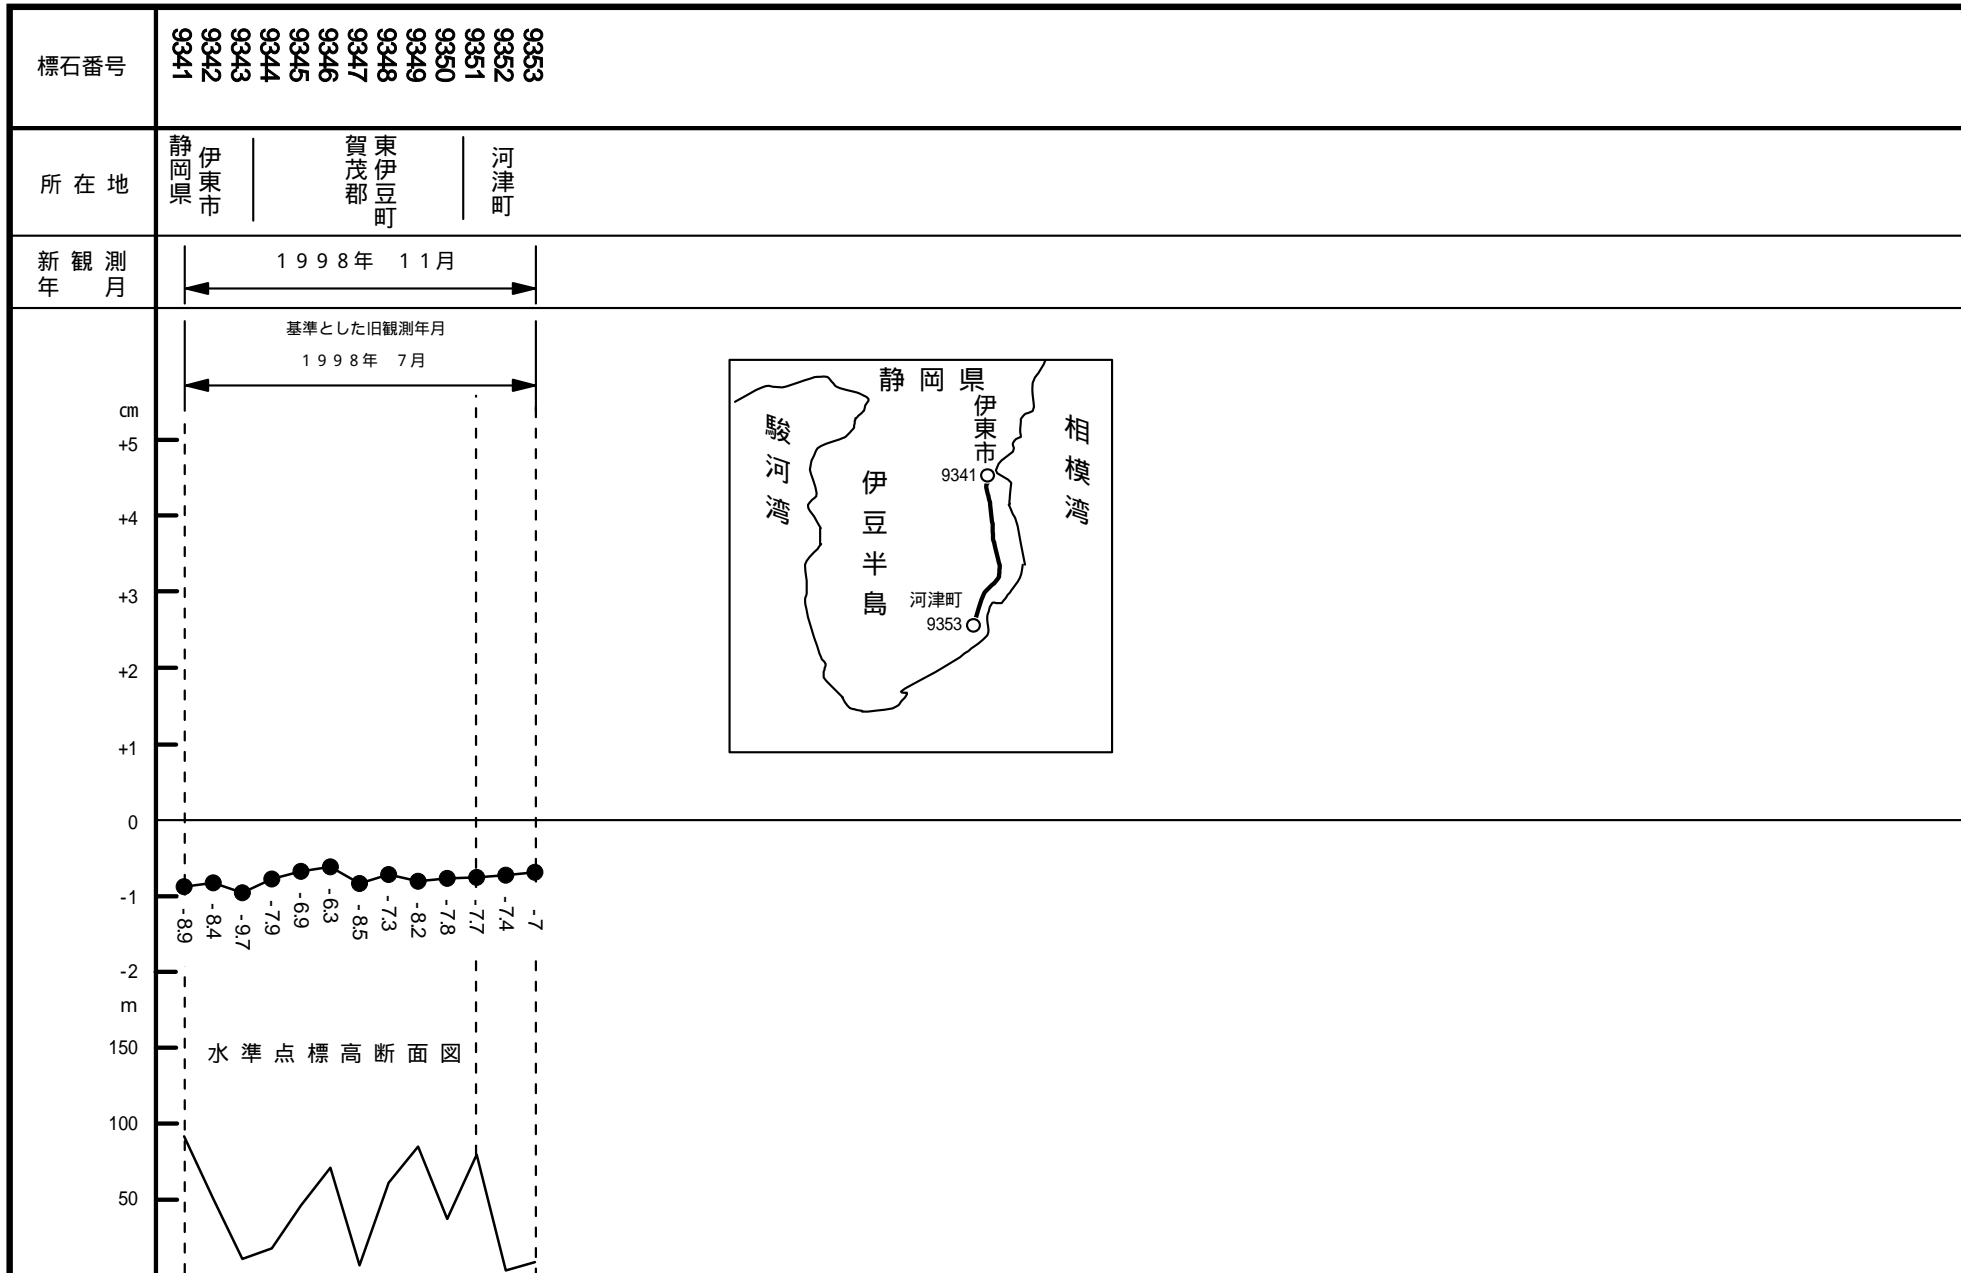 標石番号
9341 9342 9343 9344 9345 9346 9347 9348 9349 9350 9351 9352 9353
所在地
静岡県
伊東市
賀茂郡
東伊豆町
河津町
新観測
年 月
1998年 11月
基準とした旧観測年月
1998年 7月
cm
+5
+4
+3
+2
+1
0
-1
-2
-8.9 -8.4 -9.7 -7.9 -6.9 -6.3 -8.5 -7.3 -8.2 -7.8 -7.7 -7.4 -7
m
150
100
50
水準点標高断面図
静岡県
駿河湾
伊豆半島
伊東市
9341
相模湾
河津町
9353